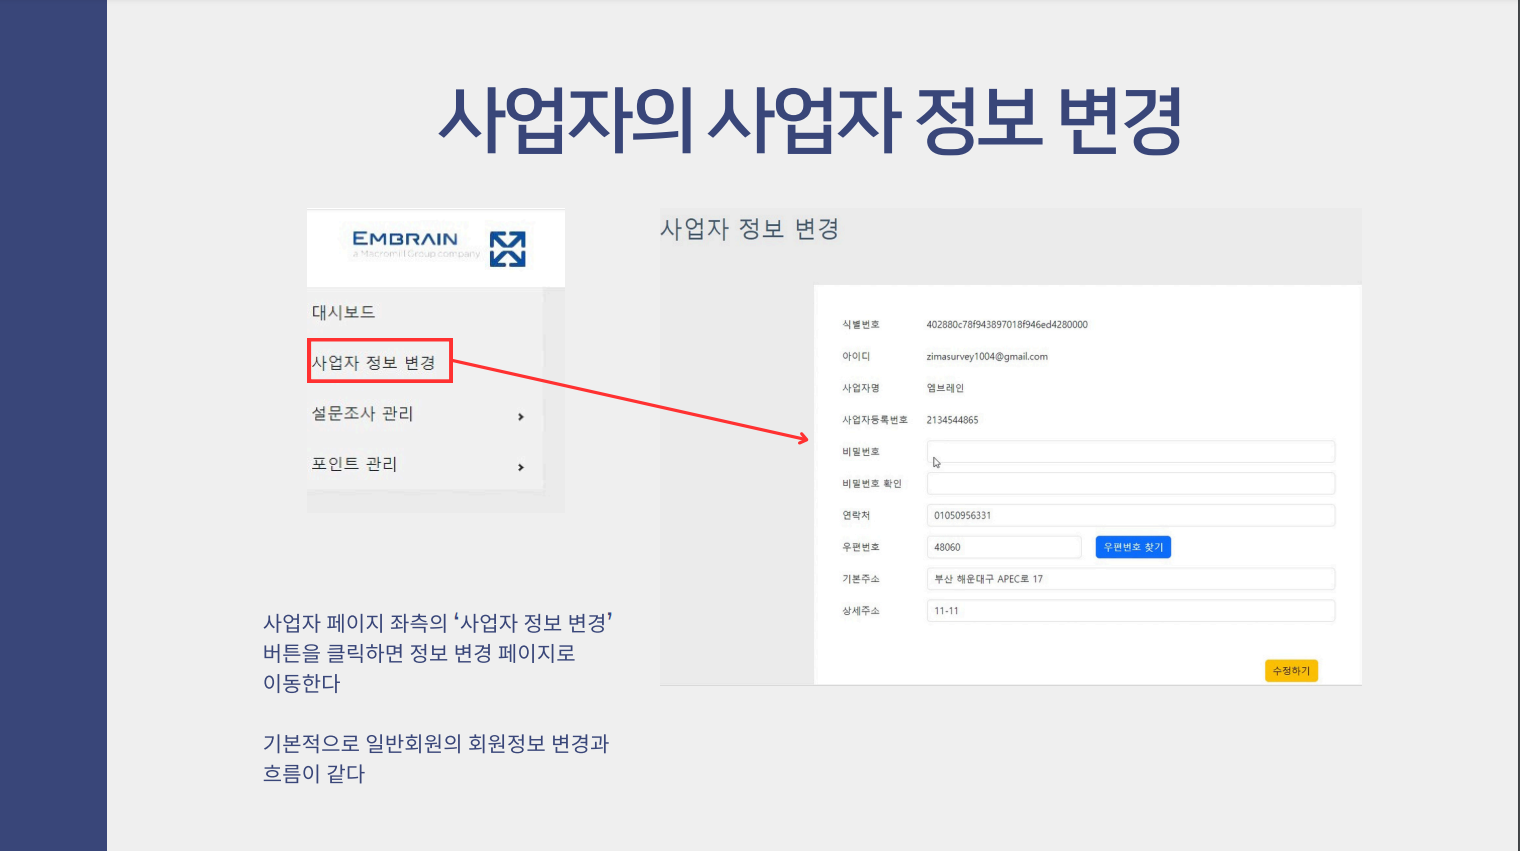 사업자의 사업자 정보 변경
EMBRAIN
a Macromill Group company
대시보드
사업자 정보 변경
설문조사 관리
포인트 관리
사업자 정보 변경
식별번호 402880c78f943897018f946ed4280000
아이디 zimasurvey1004@gmail.com
사업자명 엠브레인
사업자등록번호 2134544865
비밀번호
비밀번호 확인
연락처 01050956331
우편번호 48060 우편번호 찾기
기본주소 부산 해운대구 APEC로 17
상세주소 11-11
수정하기
사업자 페이지 좌측의 ‘사업자 정보 변경’
버튼을 클릭하면 정보 변경 페이지로
이동한다
기본적으로 일반회원의 회원정보 변경과
흐름이 같다